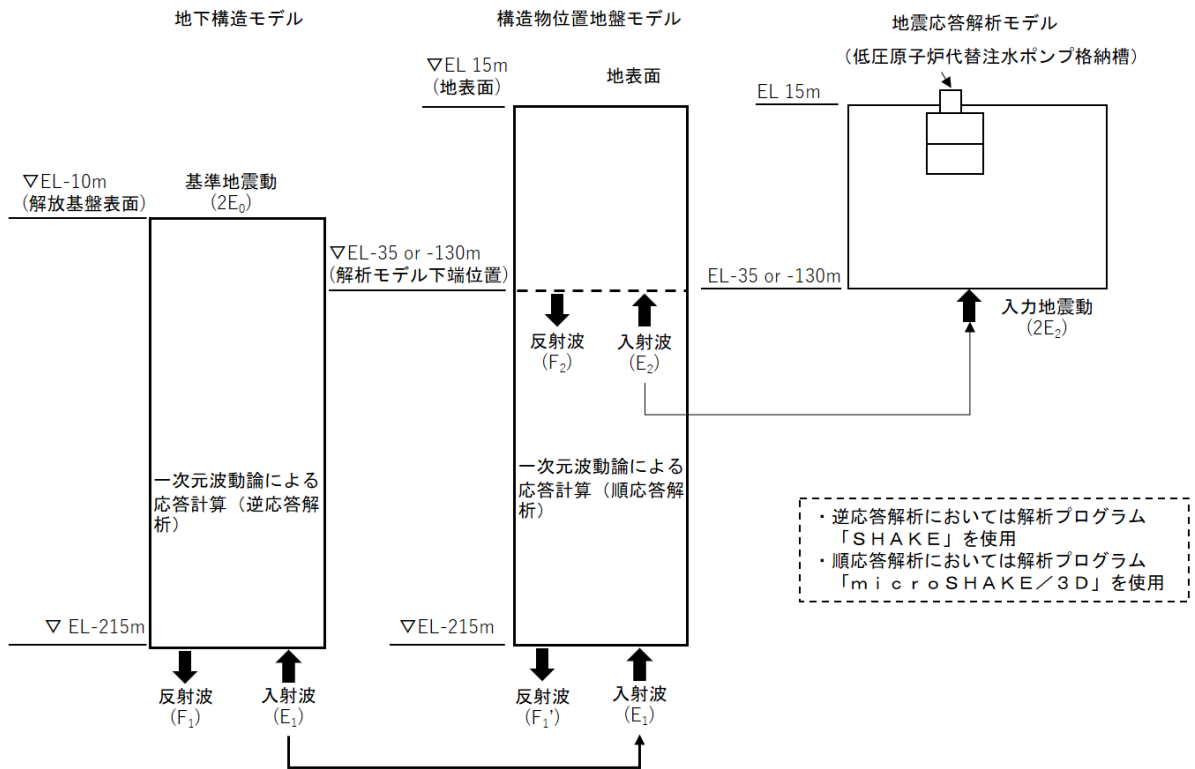 地下構造モデル
▽EL-10m
(解放基盤表面)
基準地震動
(2E₀)
一次元波動論による
応答計算（逆応答解
析）
▽ EL-215m
反射波
(F₁)
入射波
(E₁)
構造物位置地盤モデル
▽EL 15m
(地表面)
地表面
▽EL-35 or -130m
(解析モデル下端位置)
反射波
(F₂)
入射波
(E₂)
一次元波動論による
応答計算（順応答解
析）
▽EL-215m
反射波
(F₁')
入射波
(E₁)
地震応答解析モデル
（低圧原子炉代替注水ポンプ格納槽）
EL 15m
EL-35 or -130m
入力地震動
(2E₂)
・逆応答解析においては解析プログラム
「ＳＨＡＫＥ」を使用
・順応答解析においては解析プログラム
「ｍｉｃｒｏSHAKE／３Ｄ」を使用